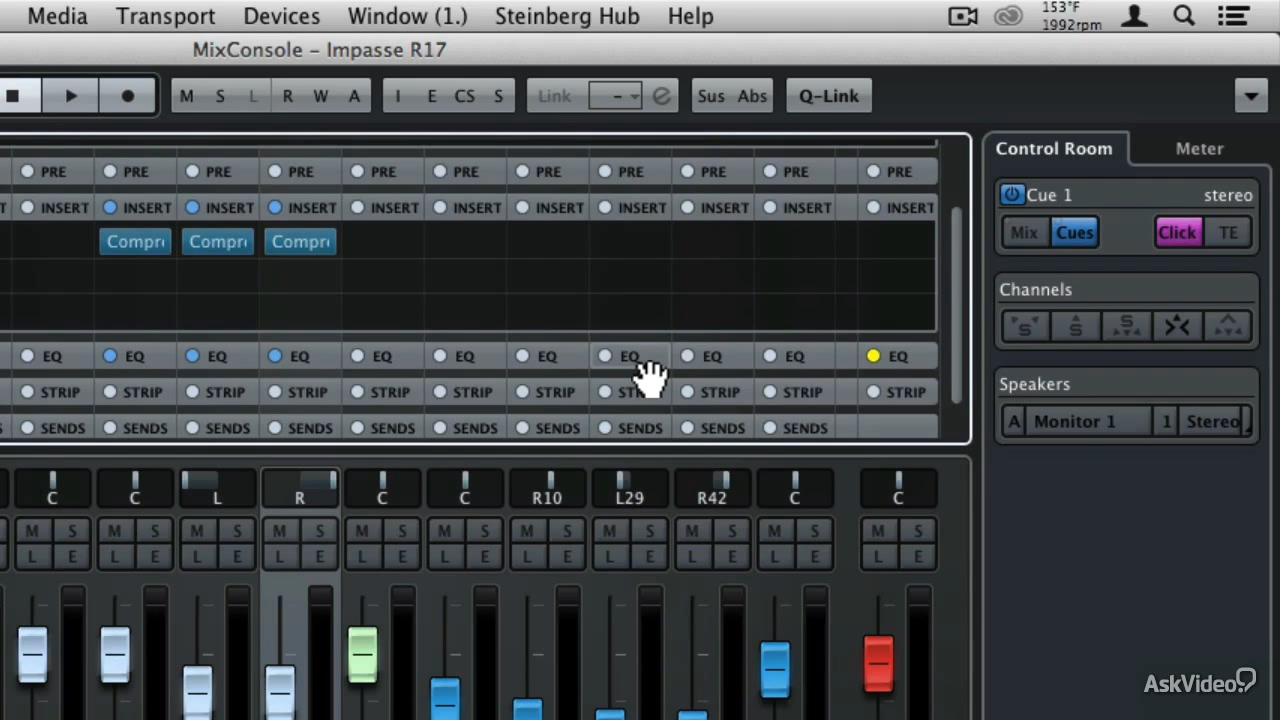 Media Transport Devices Window (1.) Steinberg Hub Help 153°F
1992rpm
MixConsole – Impasse R17
M S L R W A I E CS S Link - Sus Abs Q-Link
Control Room Meter
PRE PRE PRE PRE PRE PRE PRE PRE PRE PRE PRE
INSERT INSERT INSERT INSERT INSERT INSERT INSERT INSERT INSERT INSERT INSERT
Compr Compr Compr
EQ EQ EQ EQ EQ EQ EQ EQ EQ EQ EQ
STRIP STRIP STRIP STRIP STRIP STRIP STRIP STRIP STRIP STRIP
SENDS SENDS SENDS SENDS SENDS SENDS SENDS SENDS SENDS SENDS
Cue 1 stereo
Mix Cues Click TE
Channels
S S S
Speakers
A Monitor 1 1 Stereo
C C L R C C R10 L29 R42 C C
M S M S M S M S M S M S M S M S M S M S M S
L E L E L E L E L E L E L E L E L E L E L E
AskVideo